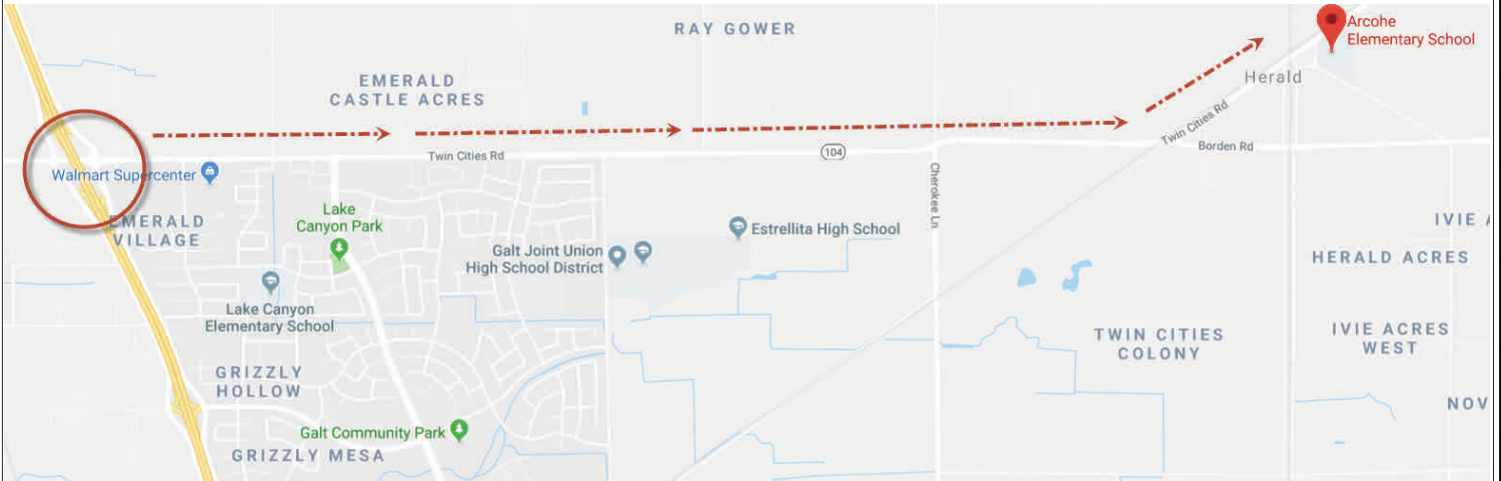 Arcohe
Elementary School
RAY GOWER
EMERALD
CASTLE ACRES
Herald
Twin Cities Rd
Borden Rd
104
Twin Cities Rd
Walmart Supercenter
Cherokee Ln
EMERALD
VILLAGE
Lake
Canyon Park
Estrellita High School
Galt Joint Union
High School District
IVIE
HERALD ACRES
Lake Canyon
Elementary School
TWIN CITIES
COLONY
IVIE ACRES
WEST
GRIZZLY
HOLLOW
NOV
Galt Community Park
GRIZZLY MESA